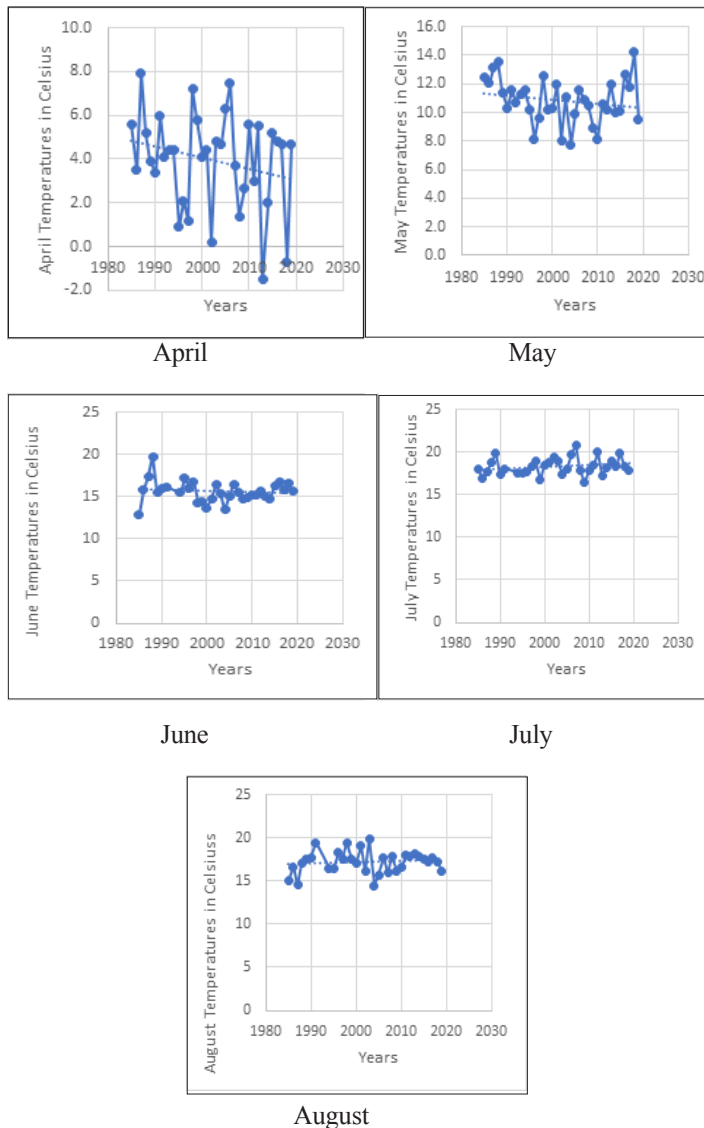 10.0
8.0
6.0
4.0
2.0
0.0
-2.0
1980 1990 2000 2010 2020 2030
April Temperatures in Celsius
Years
April
16.0
14.0
12.0
10.0
8.0
6.0
4.0
2.0
0.0
1980 1990 2000 2010 2020 2030
May Temperatures in Celsius
Years
May
25
20
15
10
5
0
1980 1990 2000 2010 2020 2030
June Temperatures in Celsius
Years
June
25
20
15
10
5
0
1980 1990 2000 2010 2020 2030
July Temperatures in Celsius
Years
July
25
20
15
10
5
0
1980 1990 2000 2010 2020 2030
August Temperatures in Celsiuss
Years
August